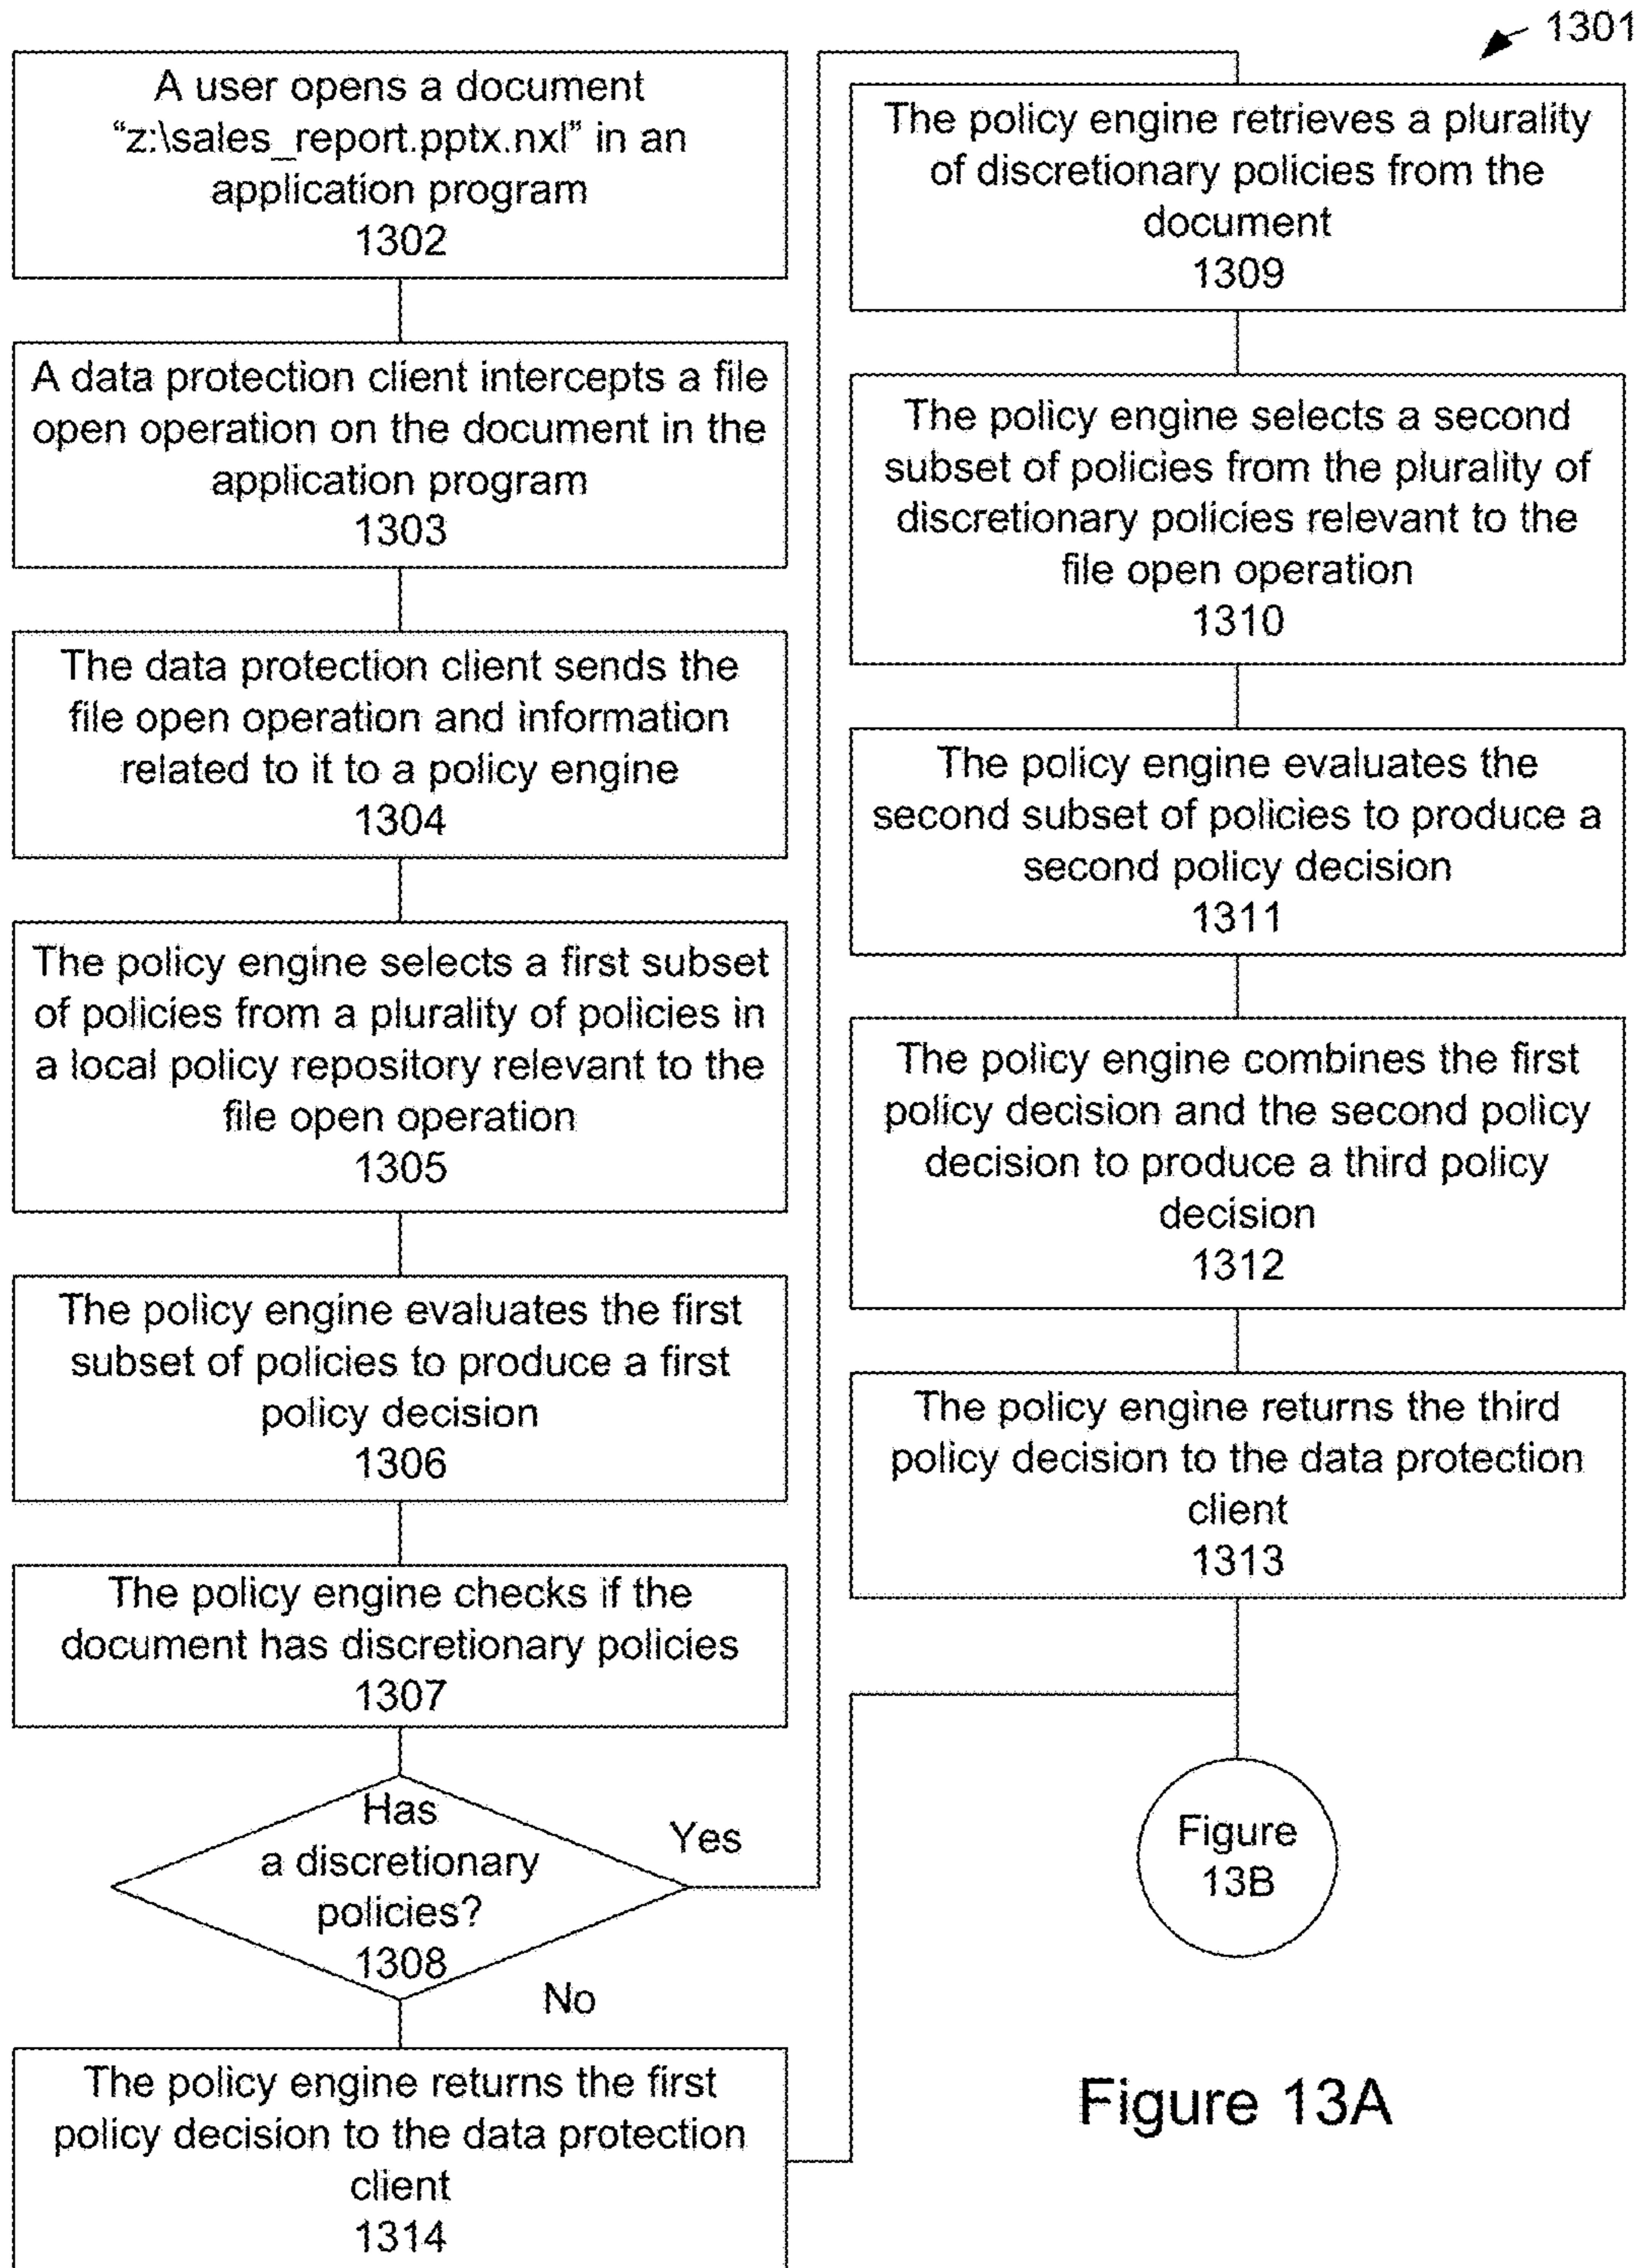 1301
A user opens a document
“z:\sales_report.pptx.nxl” in an
application program
1302
A data protection client intercepts a file
open operation on the document in the
application program
1303
The data protection client sends the
file open operation and information
related to it to a policy engine
1304
The policy engine selects a first subset
of policies from a plurality of policies in
a local policy repository relevant to the
file open operation
1305
The policy engine evaluates the first
subset of policies to produce a first
policy decision
1306
The policy engine checks if the
document has discretionary policies
1307
Has
a discretionary
policies?
1308
Yes
No
The policy engine returns the first
policy decision to the data protection
client
1314
The policy engine retrieves a plurality
of discretionary policies from the
document
1309
The policy engine selects a second
subset of policies from the plurality of
discretionary policies relevant to the
file open operation
1310
The policy engine evaluates the
second subset of policies to produce a
second policy decision
1311
The policy engine combines the first
policy decision and the second policy
decision to produce a third policy
decision
1312
The policy engine returns the third
policy decision to the data protection
client
1313
Figure
13B
Figure 13A